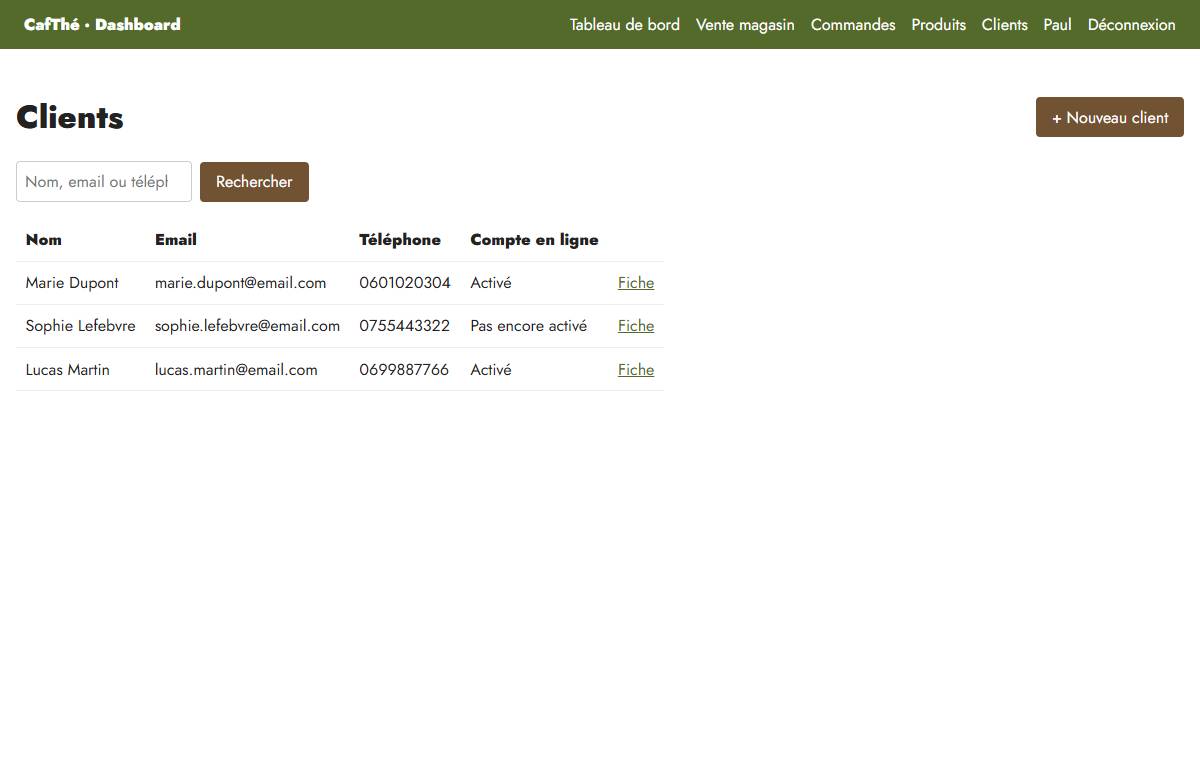 CafThé · Dashboard Tableau de bord Vente magasin Commandes Produits Clients Paul Déconnexion
Clients + Nouveau client
Nom, email ou téléph Rechercher
Nom Email Téléphone Compte en ligne
Marie Dupont marie.dupont@email.com 0601020304 Activé Fiche
Sophie Lefebvre sophie.lefebvre@email.com 0755443322 Pas encore activé Fiche
Lucas Martin lucas.martin@email.com 0699887766 Activé Fiche